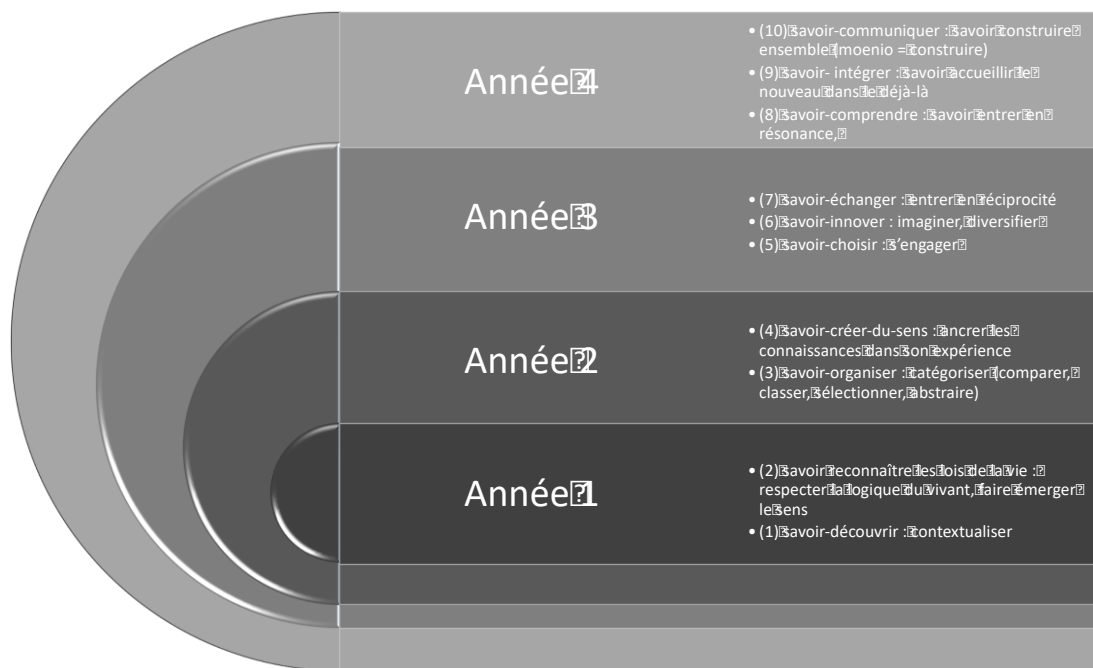 Année 4
• (10) savoir-communiquer : savoir construire
ensemble (moenio = construire)
• (9) savoir- intégrer : savoir accueillir le
nouveau dans le déjà-là
• (8) savoir-comprendre : savoir entrer en
résonance,
Année 3
• (7) savoir-échanger : entrer en réciprocité
• (6) savoir-innover : imaginer, diversifier
• (5) savoir-choisir : s'engager
Année 2
• (4) savoir-créer-du-sens : ancrer les
connaissances dans son expérience
• (3) savoir-organiser : catégoriser (comparer,
classer, sélectionner, abstraire)
Année 1
• (2) savoir reconnaître les lois de la vie :
respecter la logique du vivant, faire émerger
le sens
• (1) savoir-découvrir : contextualiser